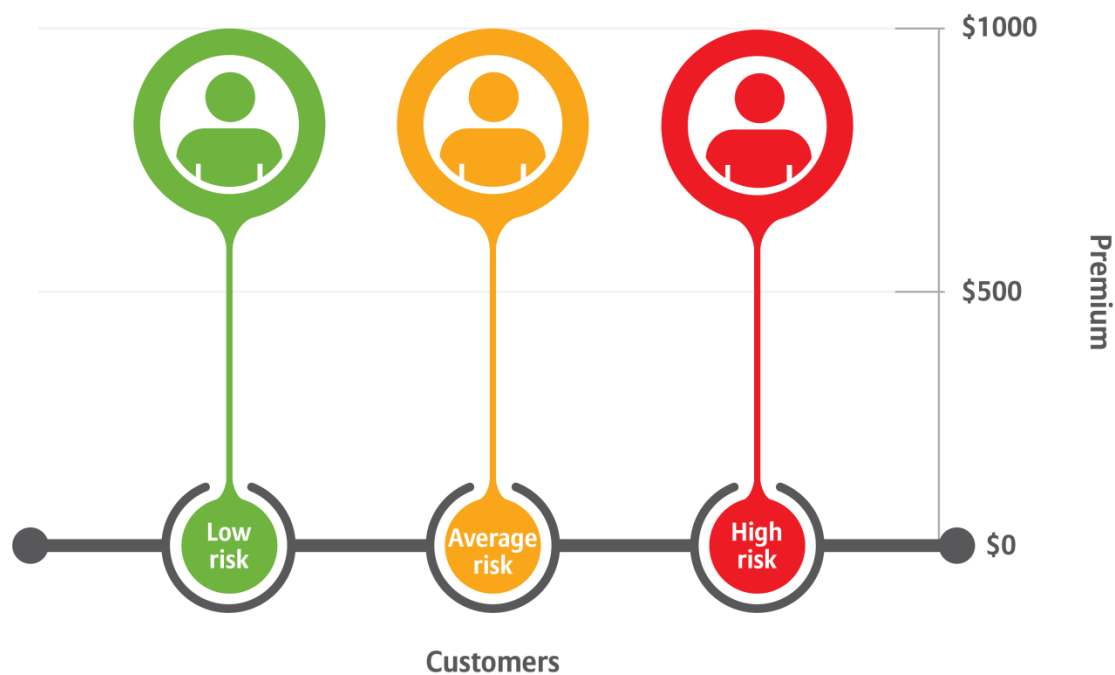 $1000
$500
Premium
Low
risk
Average
risk
High
risk
$0
Customers